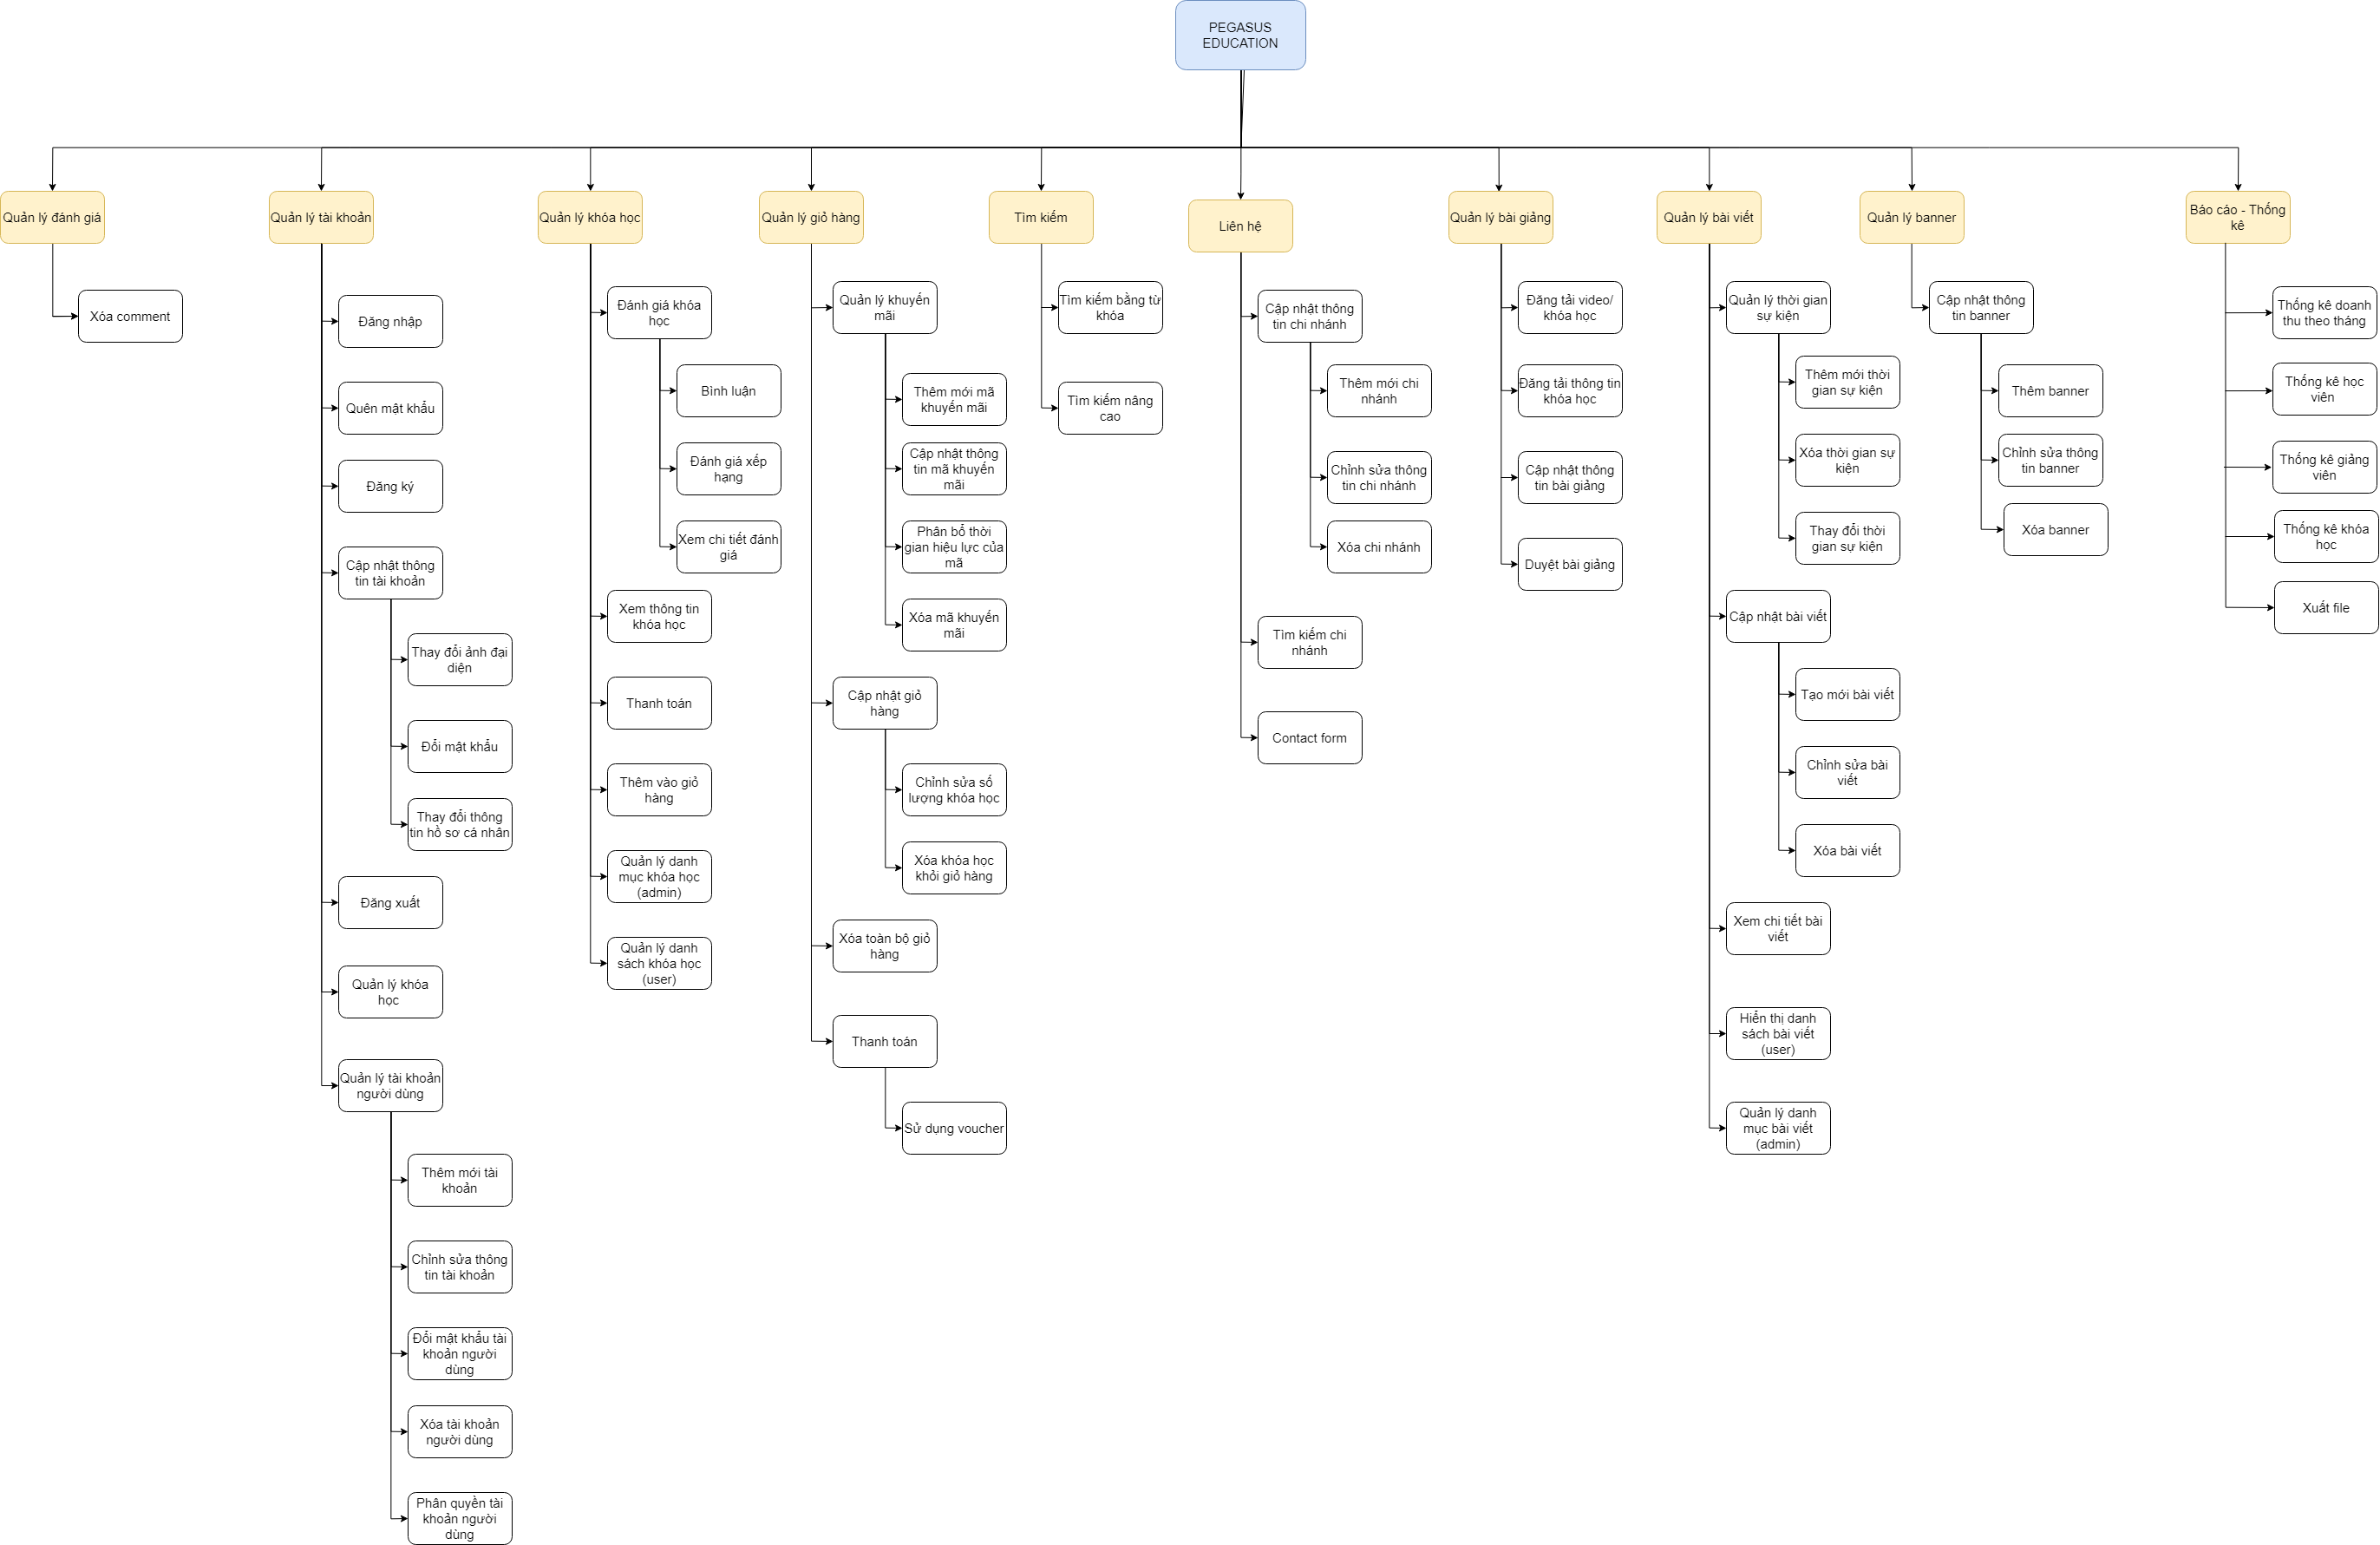 PEGASUS
EDUCATION
Quản lý đánh giá
Xóa comment
Quản lý tài khoản
Đăng nhập
Quên mật khẩu
Đăng ký
Cập nhật thông
tin tài khoản
Thay đổi ảnh đại
diện
Đổi mật khẩu
Thay đổi thông
tin hồ sơ cá nhân
Đăng xuất
Quản lý khóa
học
Quản lý tài khoản
người dùng
Thêm mới tài
khoản
Chỉnh sửa thông
tin tài khoản
Đổi mật khẩu tài
khoản người
dùng
Xóa tài khoản
người dùng
Phân quyền tài
khoản người
dùng
Quản lý khóa học
Đánh giá khóa
học
Bình luận
Đánh giá xếp
hạng
Xem chi tiết đánh
giá
Xem thông tin
khóa học
Thanh toán
Thêm vào giỏ
hàng
Quản lý danh
mục khóa học
(admin)
Quản lý danh
sách khóa học
(user)
Quản lý giỏ hàng
Quản lý khuyến
mãi
Thêm mới mã
khuyến mãi
Cập nhật thông
tin mã khuyến
mãi
Phân bổ thời
gian hiệu lực của
mã
Xóa mã khuyến
mãi
Cập nhật giỏ
hàng
Chỉnh sửa số
lượng khóa học
Xóa khóa học
khỏi giỏ hàng
Xóa toàn bộ giỏ
hàng
Thanh toán
Sử dụng voucher
Tìm kiếm
Tìm kiếm bằng từ
khóa
Tìm kiếm nâng
cao
Liên hệ
Cập nhật thông
tin chi nhánh
Thêm mới chi
nhánh
Chỉnh sửa thông
tin chi nhánh
Xóa chi nhánh
Tìm kiếm chi
nhánh
Contact form
Quản lý bài giảng
Đăng tải video/
khóa học
Đăng tải thông tin
khóa học
Cập nhật thông
tin bài giảng
Duyệt bài giảng
Quản lý bài viết
Quản lý thời gian
sự kiện
Thêm mới thời
gian sự kiện
Xóa thời gian sự
kiện
Thay đổi thời
gian sự kiện
Cập nhật bài viết
Tạo mới bài viết
Chỉnh sửa bài
viết
Xóa bài viết
Xem chi tiết bài
viết
Hiển thị danh
sách bài viết
(user)
Quản lý danh
mục bài viết
(admin)
Quản lý banner
Cập nhật thông
tin banner
Thêm banner
Chỉnh sửa thông
tin banner
Xóa banner
Báo cáo - Thống
kê
Thống kê doanh
thu theo tháng
Thống kê học
viên
Thống kê giảng
viên
Thống kê khóa
học
Xuất file